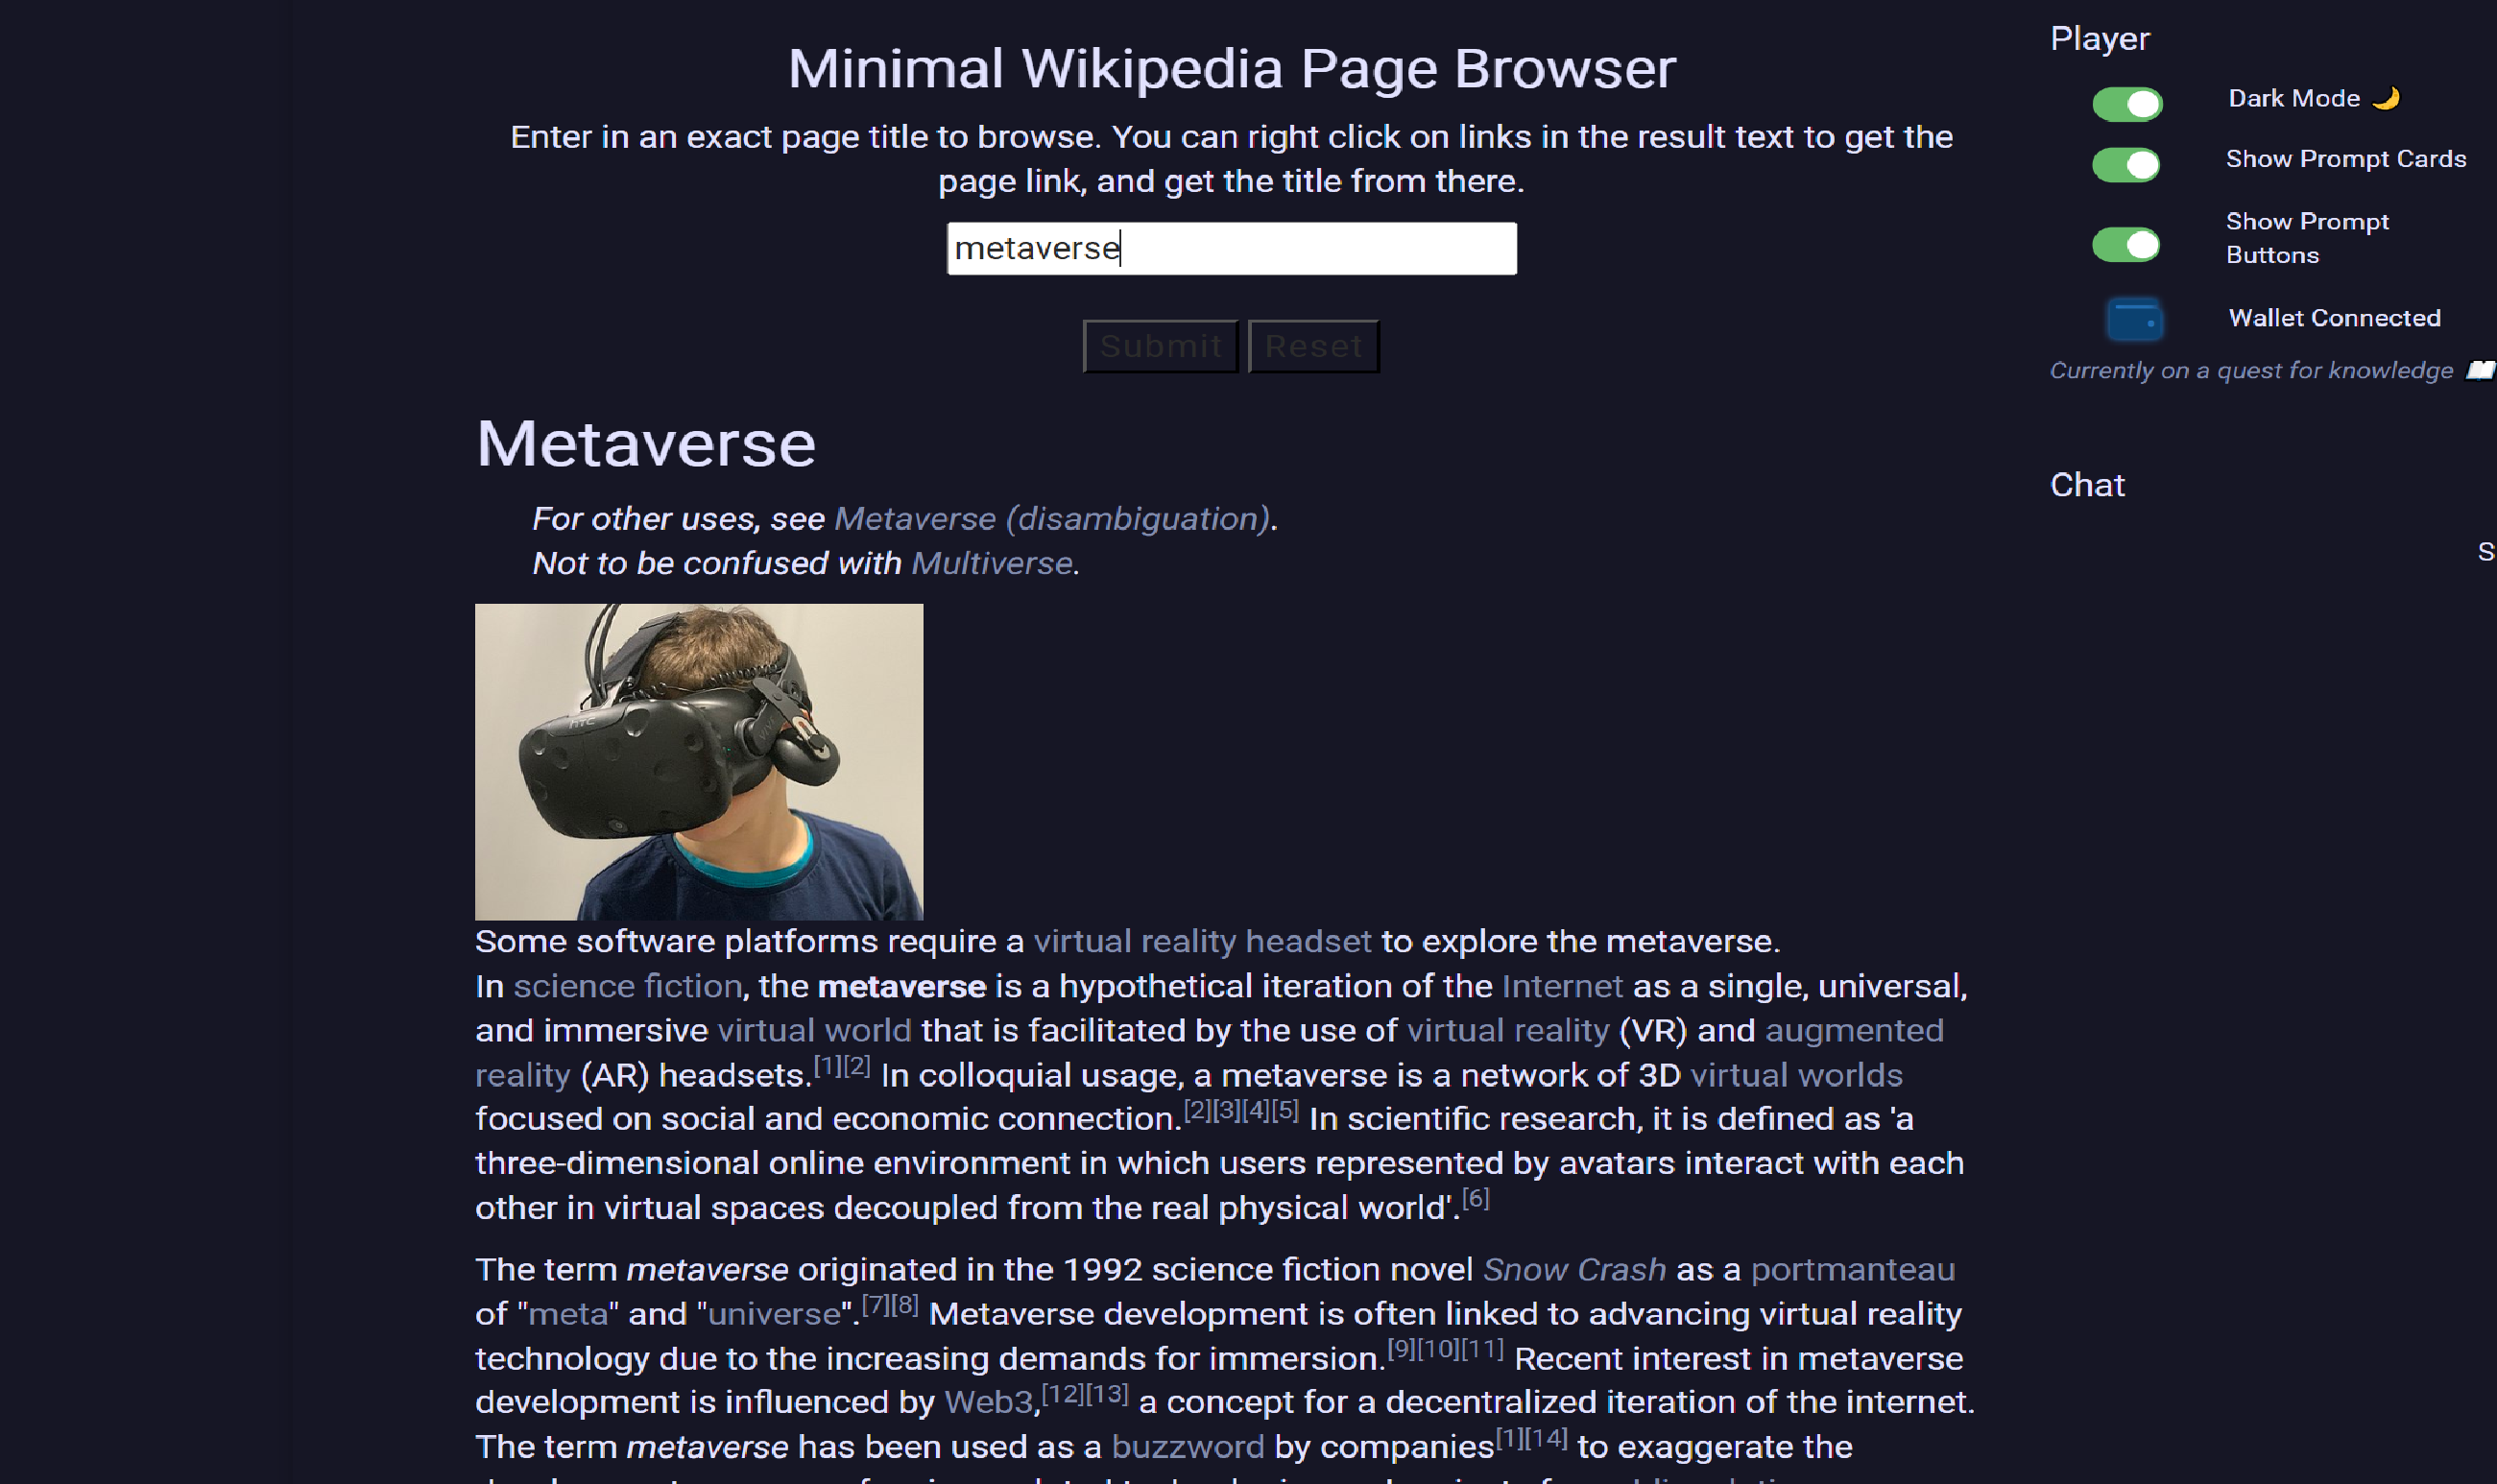 Minimal Wikipedia Page Browser
Enter in an exact page title to browse. You can right click on links in the result text to get the
page link, and get the title from there.
metaverse
Submit Reset
Metaverse
For other uses, see Metaverse (disambiguation).
Not to be confused with Multiverse.
hTC
VIVE
Some software platforms require a virtual reality headset to explore the metaverse.
In science fiction, the metaverse is a hypothetical iteration of the Internet as a single, universal,
and immersive virtual world that is facilitated by the use of virtual reality (VR) and augmented
reality (AR) headsets.[1][2] In colloquial usage, a metaverse is a network of 3D virtual worlds
focused on social and economic connection.[2][3][4][5] In scientific research, it is defined as 'a
three-dimensional online environment in which users represented by avatars interact with each
other in virtual spaces decoupled from the real physical world'.[6]
The term metaverse originated in the 1992 science fiction novel Snow Crash as a portmanteau
of "meta" and "universe".[7][8] Metaverse development is often linked to advancing virtual reality
technology due to the increasing demands for immersion.[9][10][11] Recent interest in metaverse
development is influenced by Web3,[12][13] a concept for a decentralized iteration of the internet.
The term metaverse has been used as a buzzword by companies[1][14] to exaggerate the
Player
Dark Mode 🌙
Show Prompt Cards
Show Prompt
Buttons
Wallet Connected
Currently on a quest for knowledge 📖
Chat
S